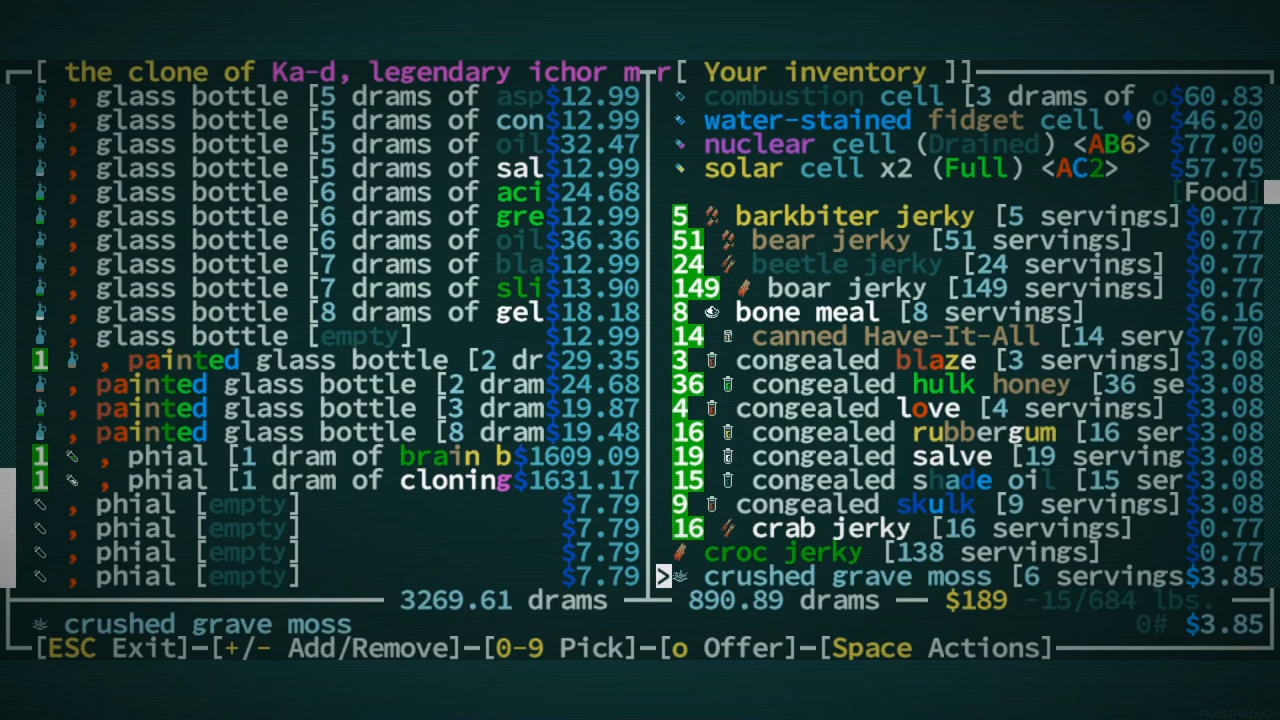 [ the clone of Ka-d, legendary ichor m r[ Your inventory ]]
, glass bottle [5 drams of asp$12.99 combustion cell [3 drams of o$60.83
, glass bottle [5 drams of con$12.99 water-stained fidget cell ♦0 $46.20
, glass bottle [5 drams of oil$32.47 nuclear cell (Drained) <AB6> $77.00
, glass bottle [5 drams of sal$12.99 solar cell x2 (Full) <AC2> $57.75
, glass bottle [6 drams of aci$24.68 [Food]
, glass bottle [6 drams of gre$12.99 5 barkbiter jerky [5 servings]$0.77
, glass bottle [6 drams of oil$36.36 51 bear jerky [51 servings] $0.77
, glass bottle [7 drams of bla$12.99 24 beetle jerky [24 servings] $0.77
, glass bottle [7 drams of sli$13.90 149 boar jerky [149 servings] $0.77
, glass bottle [8 drams of gel$18.18 8 bone meal [8 servings] $6.16
, glass bottle [empty] $12.99 14 canned Have-It-All [14 serv$7.70
1 , painted glass bottle [2 dr$29.35 3 congealed blaze [3 servings]$3.08
, painted glass bottle [2 dram$24.68 36 congealed hulk honey [36 se$3.08
, painted glass bottle [3 dram$19.87 4 congealed love [4 servings] $3.08
, painted glass bottle [8 dram$19.48 16 congealed rubbergum [16 ser$3.08
1 , phial [1 dram of brain b$1609.09 19 congealed salve [19 serving$3.08
1 , phial [1 dram of cloning$1631.17 15 congealed shade oil [15 ser$3.08
, phial [empty] $7.79 9 congealed skulk [9 servings] $3.08
, phial [empty] $7.79 16 crab jerky [16 servings] $0.77
, phial [empty] $7.79 croc jerky [138 servings] $0.77
, phial [empty] $7.79 > crushed grave moss [6 servings$3.85
3269.61 drams 890.89 drams — $189 -15/684 lbs.
crushed grave moss 0# $3.85
[ESC Exit]—[+/- Add/Remove]—[0-9 Pick]—[o Offer]—[Space Actions]